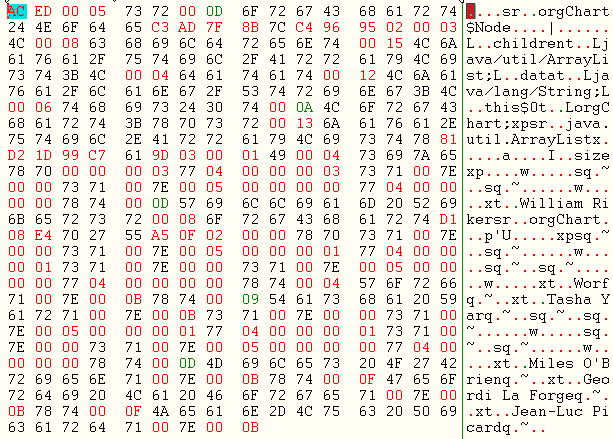 AC ED 00 05 73 72 00 0D 6F 72 67 43 68 61 72 74 ....sr..orgChart
24 4E 6F 64 65 C3 AD 7F 8B 7C C4 96 95 02 00 03 $Node....|......
4C 00 08 63 68 69 6C 64 72 65 6E 74 00 15 4C 6A L..childrent..Lj
61 76 61 2F 75 74 69 6C 2F 41 72 72 61 79 4C 69 ava/util/ArrayLi
73 74 3B 4C 00 04 64 61 74 61 74 00 12 4C 6A 61 st;L..datat..Lja
76 61 2F 6C 61 6E 67 2F 53 74 72 69 6E 67 3B 4C va/lang/String;L
00 06 74 68 69 73 24 30 74 00 0A 4C 6F 72 67 43 ..this$0t..LorgC
68 61 72 74 3B 78 70 73 72 00 13 6A 61 76 61 2E hart;xpsr..java.
75 74 69 6C 2E 41 72 72 61 79 4C 69 73 74 78 81 util.ArrayListx.
D2 1D 99 C7 61 9D 03 00 01 49 00 04 73 69 7A 65 ....a....I..size
78 70 00 00 00 03 77 04 00 00 00 03 73 71 00 7E xp....w.....sq.~
00 00 73 71 00 7E 00 05 00 00 00 00 77 04 00 00 ..sq.~......w...
00 00 78 74 00 0D 57 69 6C 6C 69 61 6D 20 52 69 ..xt..William Ri
6B 65 72 73 72 00 08 6F 72 67 43 68 61 72 74 D1 kersr..orgChart.
08 E4 70 27 55 A5 0F 02 00 00 78 70 73 71 00 7E ..p'U.....xpsq.~
00 00 73 71 00 7E 00 05 00 00 00 01 77 04 00 00 ..sq.~......w...
00 01 73 71 00 7E 00 00 73 71 00 7E 00 05 00 00 ..sq.~..sq.~....
00 00 77 04 00 00 00 00 78 74 00 04 57 6F 72 66 ..w.....xt..Worf
71 00 7E 00 0B 78 74 00 09 54 61 73 68 61 20 59 q.~..xt..Tasha Y
61 72 71 00 7E 00 0B 73 71 00 7E 00 00 73 71 00 arq.~..sq.~..sq.
7E 00 05 00 00 00 01 77 04 00 00 00 01 73 71 00 ~......w.....sq.
7E 00 00 73 71 00 7E 00 05 00 00 00 00 77 04 00 ~..sq.~......w..
00 00 00 78 74 00 0D 4D 69 6C 65 73 20 4F 27 42 ...xt..Miles O'B
72 69 65 6E 71 00 7E 00 0B 78 74 00 0F 47 65 6F rienq.~..xt..Geo
72 64 69 20 4C 61 20 46 6F 72 67 65 71 00 7E 00 rdi La Forgeq.~.
0B 78 74 00 0F 4A 65 61 6E 2D 4C 75 63 20 50 69 .xt..Jean-Luc Pi
63 61 72 64 71 00 7E 00 0B cardq.~..